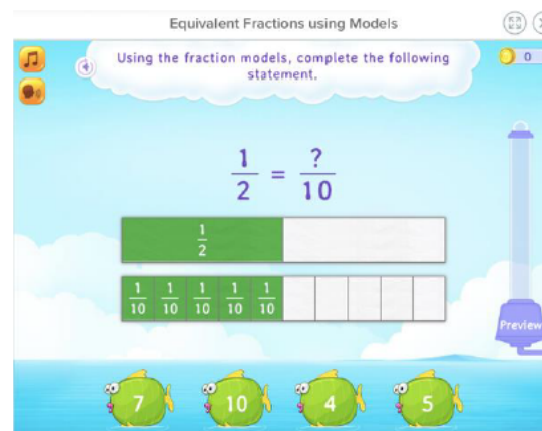 Equivalent Fractions using Models
Using the fraction models, complete the following
statement.
0
1/2 = ?/10
1/2
1/10 1/10 1/10 1/10 1/10
Preview
7 10 4 5